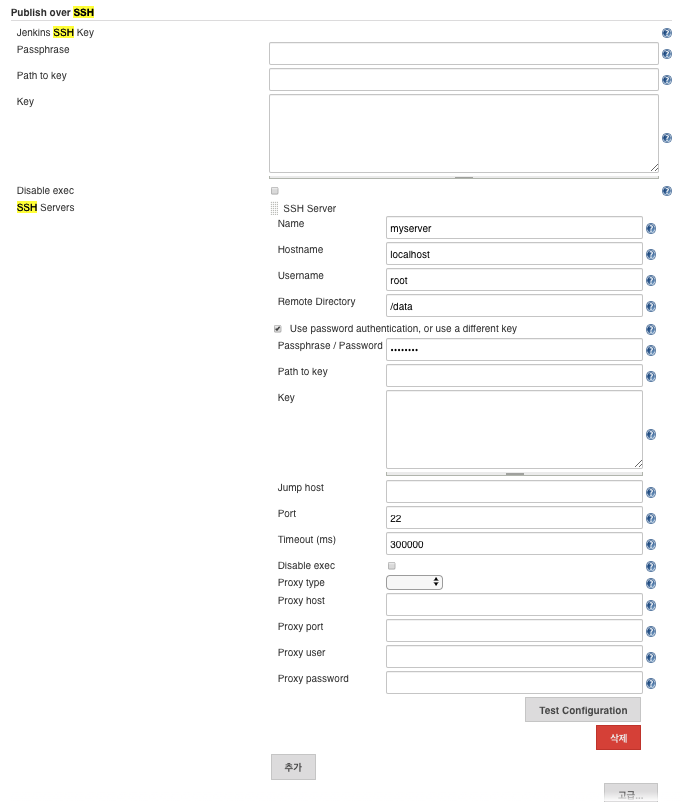 Publish over SSH
Jenkins SSH Key
Passphrase
Path to key
Key
Disable exec
SSH Servers
SSH Server
Name myserver
Hostname localhost
Username root
Remote Directory /data
Use password authentication, or use a different key
Passphrase / Password ••••••••
Path to key
Key
Jump host
Port 22
Timeout (ms) 300000
Disable exec
Proxy type
Proxy host
Proxy port
Proxy user
Proxy password
Test Configuration
삭제
추가
고급...